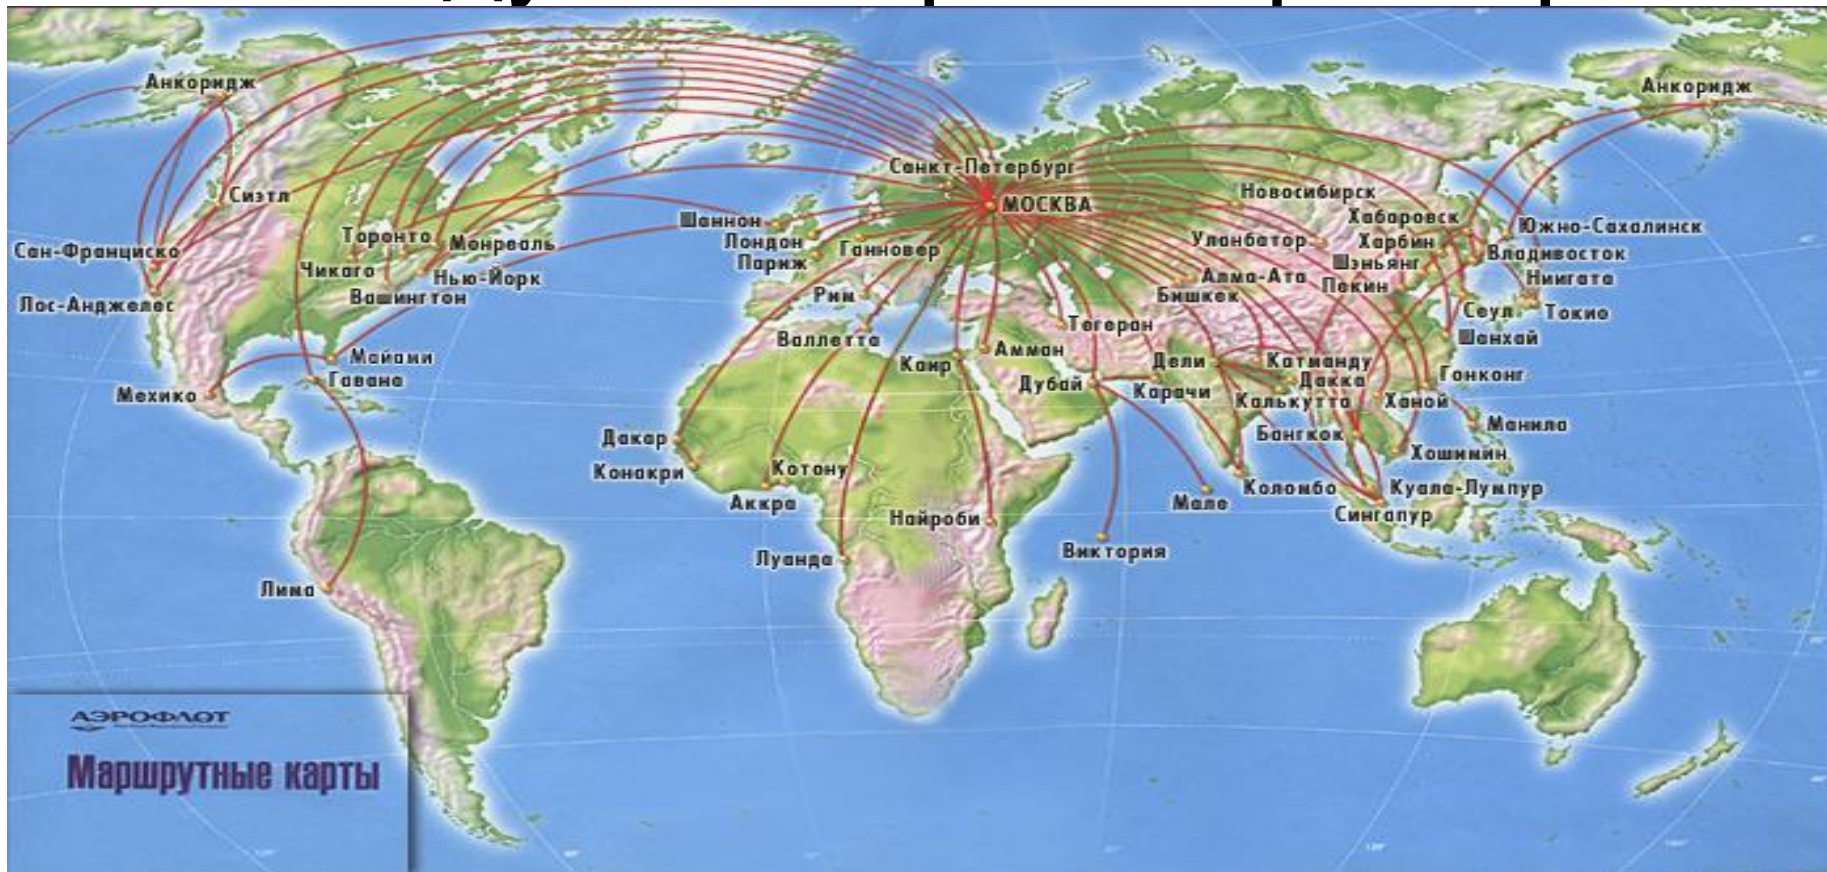 Анкоридж
Анкоридж
Санкт-Петербург
МОСКВА
Сиэтл
Новосибирск
Шаннон
Хабаровск
Южно-Сахалинск
Торонто
Монреаль
Лондон
Ганновер
Уланбатор
Харбин
Сан-Франциско
Париж
Шэньянг
Владивосток
Чикаго
Нью-Йорк
Алма-Ата
Пекин
Ниигата
Вашингтон
Рим
Бишкек
Лос-Анджелес
Сеул
Токио
Тегеран
Валлетта
Шанхай
Майами
Каир
Амман
Дели
Катманду
Гавана
Дубай
Дакка
Гонконг
Мехико
Карачи
Калькутта
Ханой
Манила
Дакар
Бангкок
Хошимин
Конакри
Котону
Коломбо
Куала-Лумпур
Аккра
Мале
Сингапур
Найроби
Виктория
Луанда
Лима
АЭРОФЛОТ
Маршрутные карты